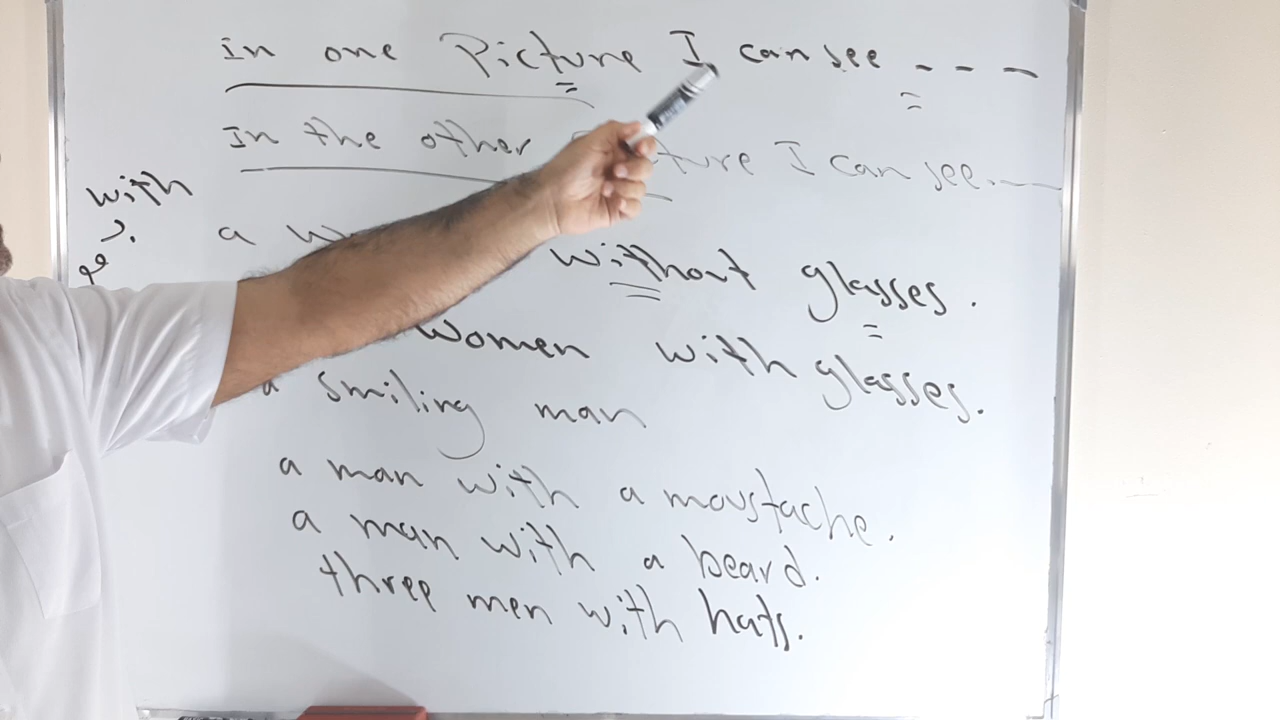 In one Picture I can see - - -
In the other ture I can see. —
with
a w without glasses.
women with glasses.
a smiling man
a man with a moustache.
a man with a beard.
three men with hats.